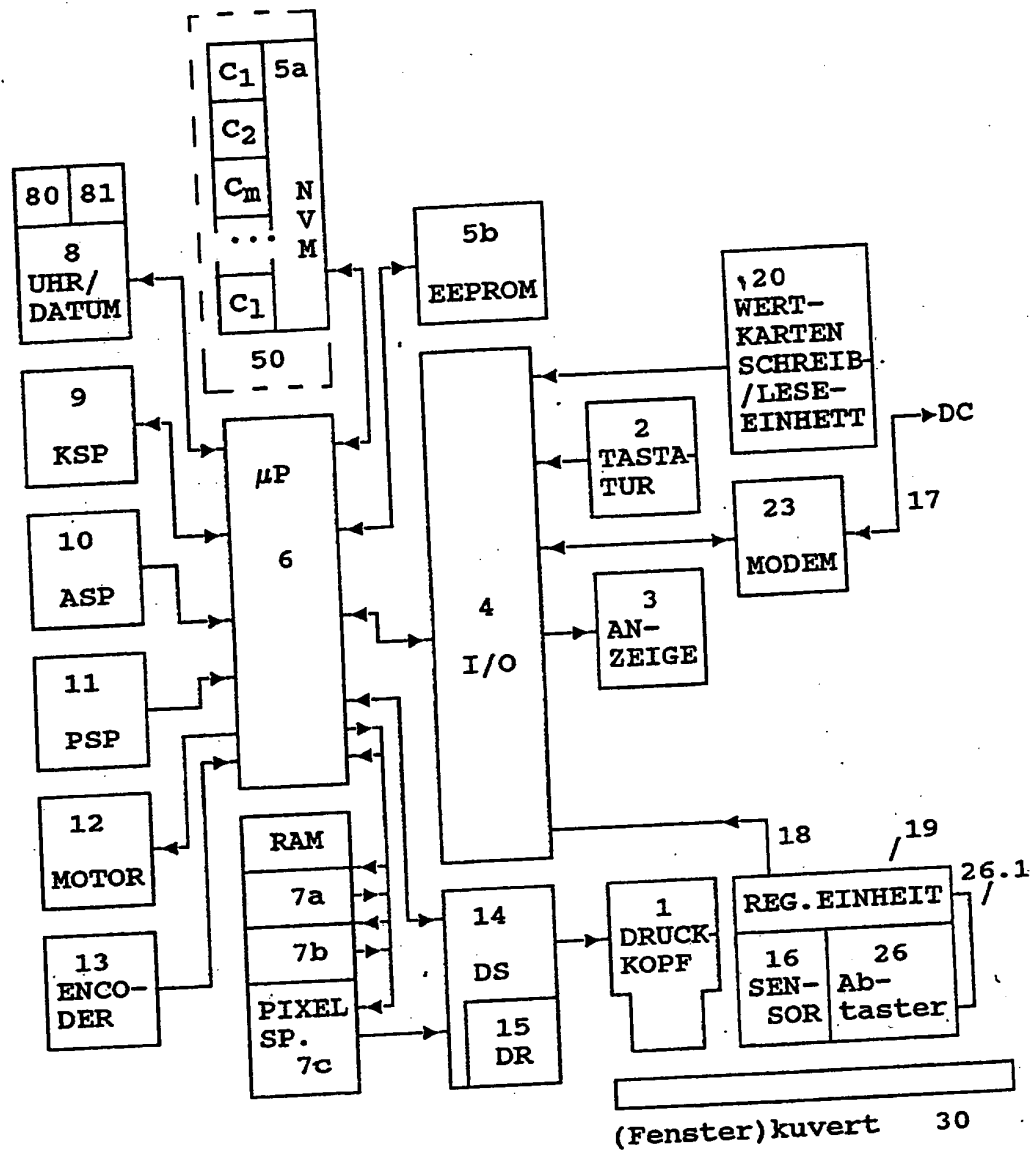 C1 5a
C2
Cm
...
C1
N
V
M
50
80 81
8
UHR/
DATUM
9
KSP
10
ASP
11
PSP
12
MOTOR
13
ENCO-
DER
µP
6
RAM
7a
7b
PIXEL
SP.
7c
5b
EEPROM
4
I/O
20
WERT-
KARTEN
SCHREIB-
/LESE-
EINHETT
2
TASTA-
TUR
DC
17
23
MODEM
3
AN-
ZEIGE
14
DS
15
DR
1
DRUCK-
KOPF
18
19
26.1
REG.EINHEIT
16
SEN-
SOR
26
Ab-
taster
(Fenster)kuvert 30